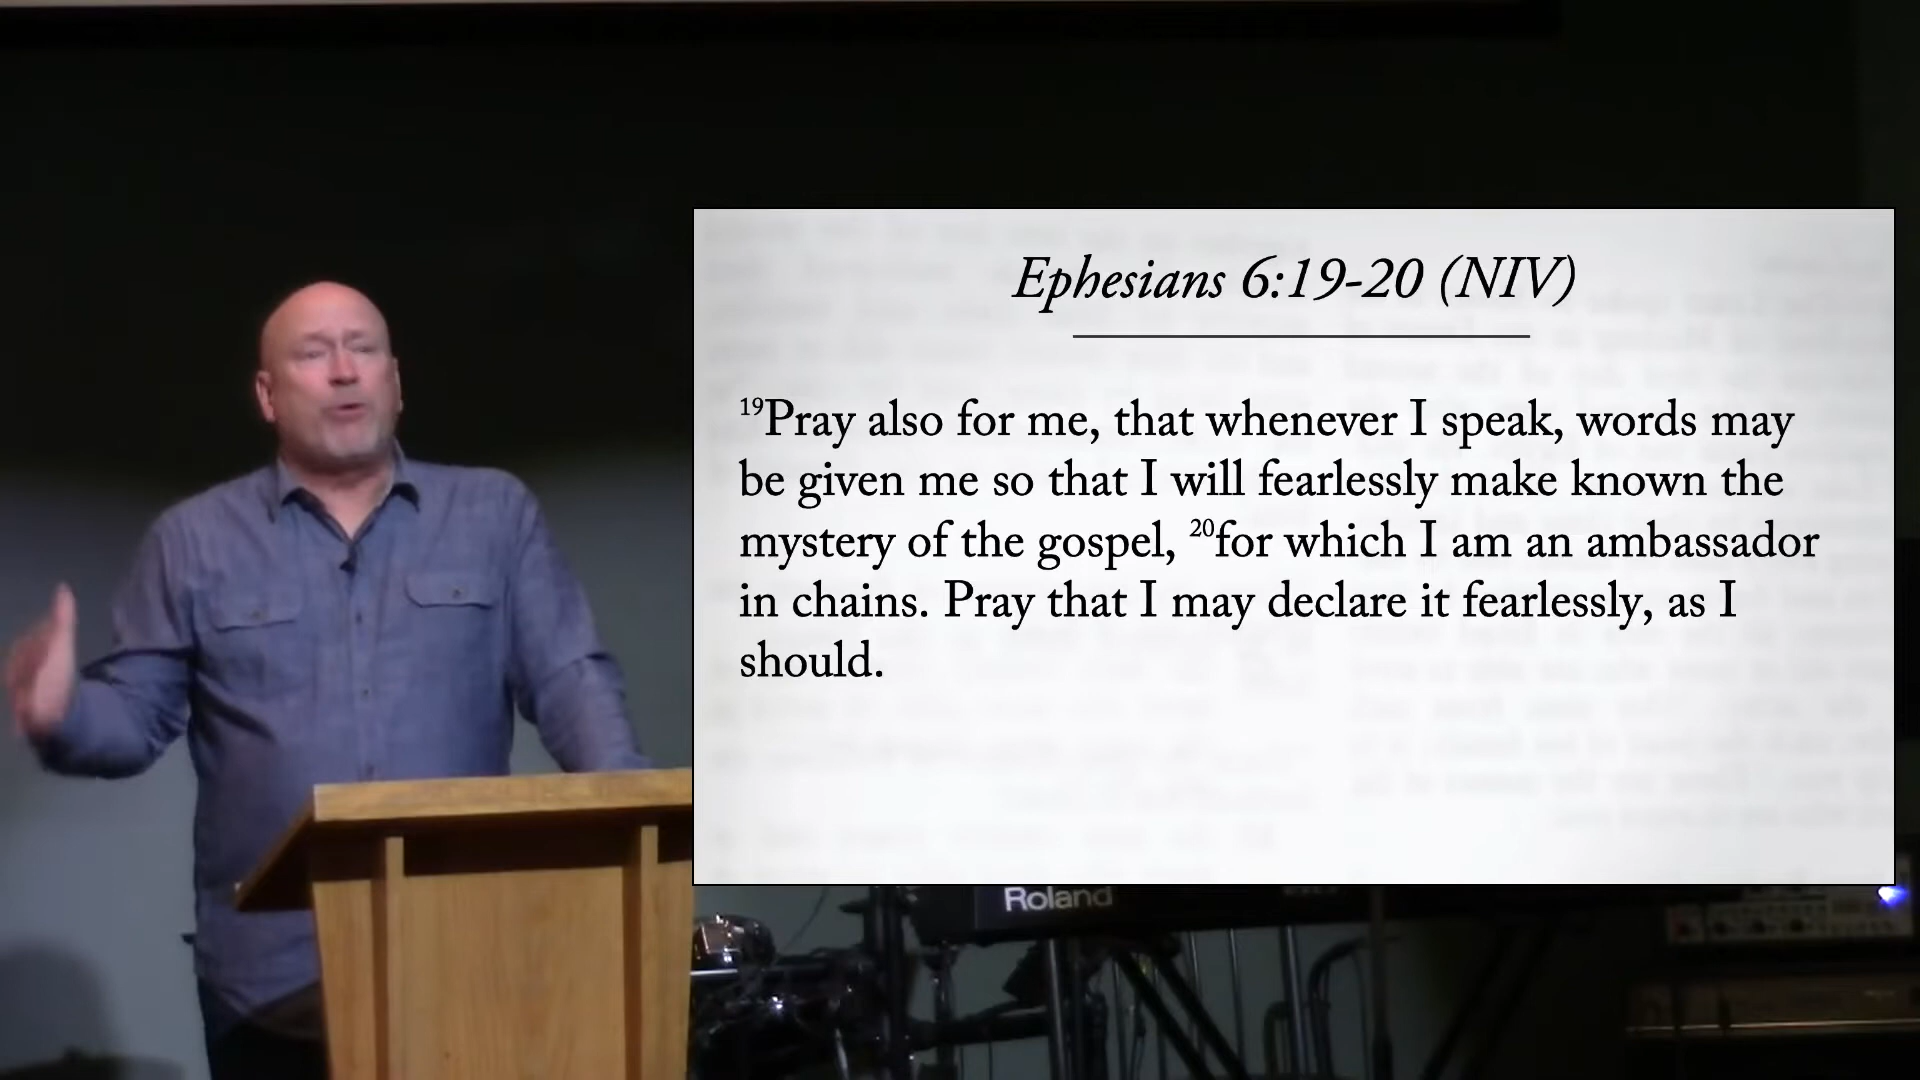 Ephesians 6:19-20 (NIV)
19Pray also for me, that whenever I speak, words may
be given me so that I will fearlessly make known the
mystery of the gospel, 20for which I am an ambassador
in chains. Pray that I may declare it fearlessly, as I
should.
Roland